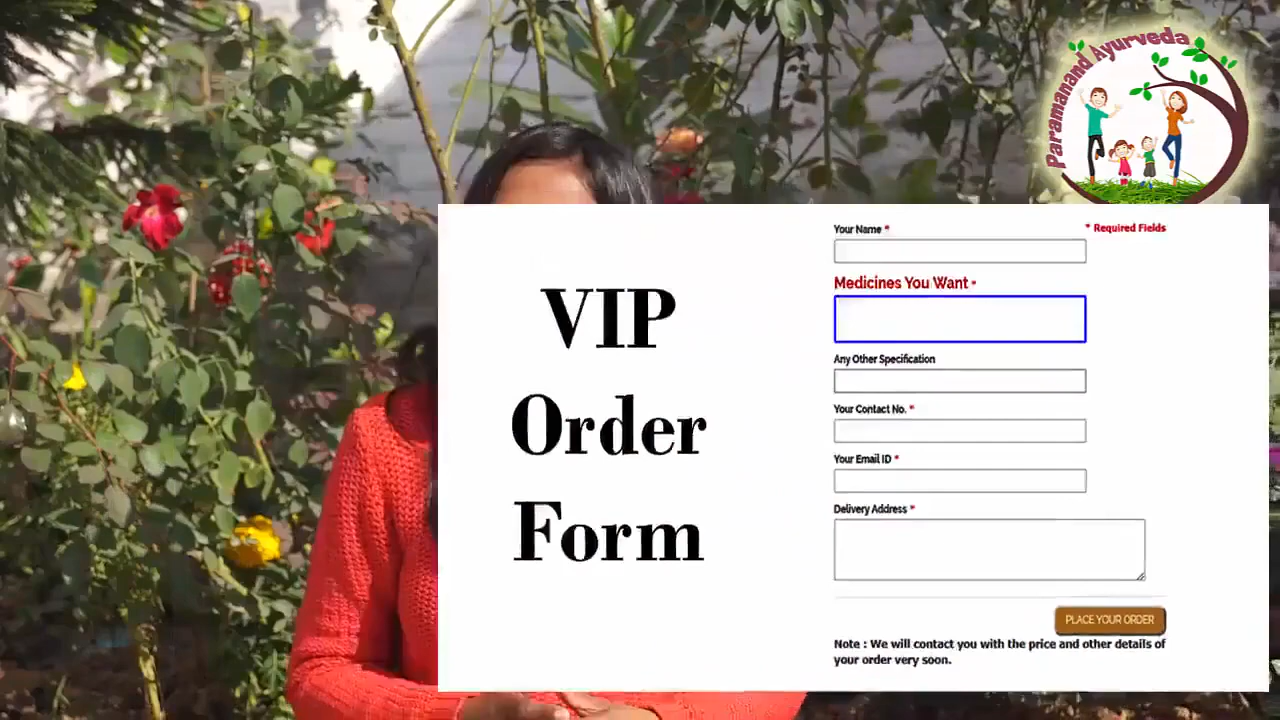 Paramanand Ayurveda
VIP
Order
Form
* Required Fields
Your Name *
Medicines You Want *
Any Other Specification
Your Contact No. *
Your Email ID *
Delivery Address *
PLACE YOUR ORDER
Note : We will contact you with the price and other details of
your order very soon.